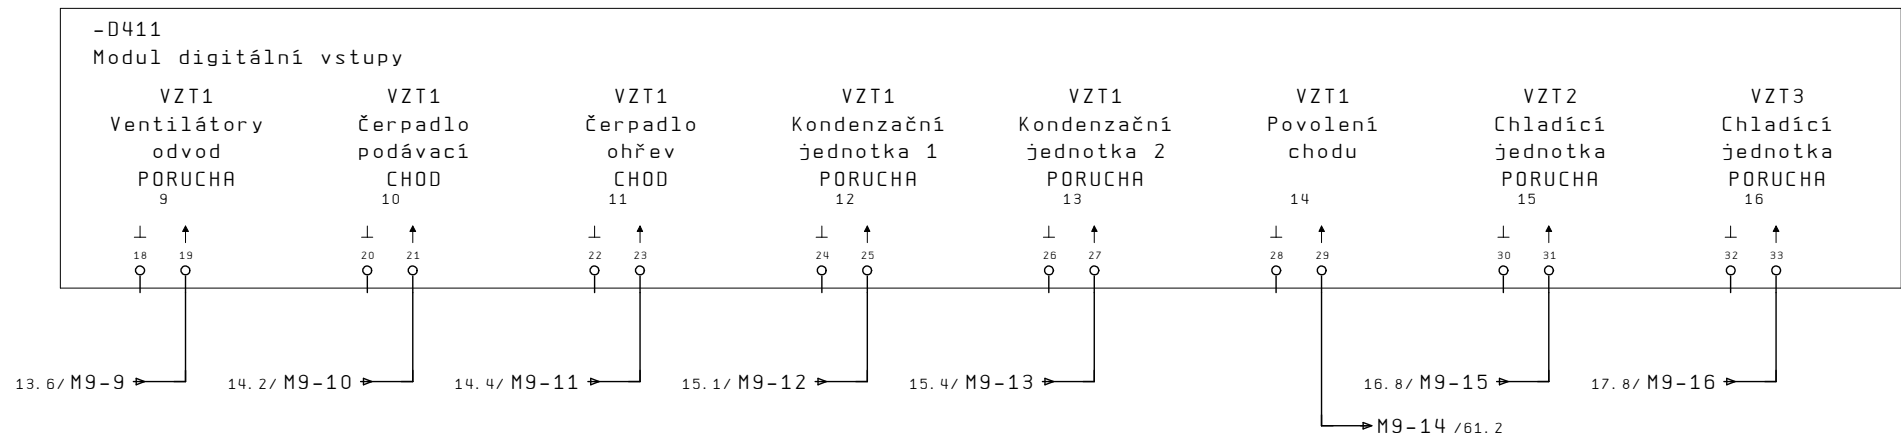 -D411
Modul digitální vstupy
VZT1 VZT1 VZT1 VZT1 VZT1 VZT1 VZT2 VZT3
Ventilátory Čerpadlo Čerpadlo Kondenzační Kondenzační Povolení Chladící Chladící
odvod podávací ohřev jednotka 1 jednotka 2 chodu jednotka jednotka
PORUCHA CHOD CHOD PORUCHA PORUCHA PORUCHA PORUCHA
9 10 11 12 13 14 15 16
18 19 20 21 22 23 24 25 26 27 28 29 30 31 32 33
13.6/ M9-9 14.2/ M9-10 14.4/ M9-11 15.1/ M9-12 15.4/ M9-13 16.8/ M9-15 17.8/ M9-16
M9-14 /61.2